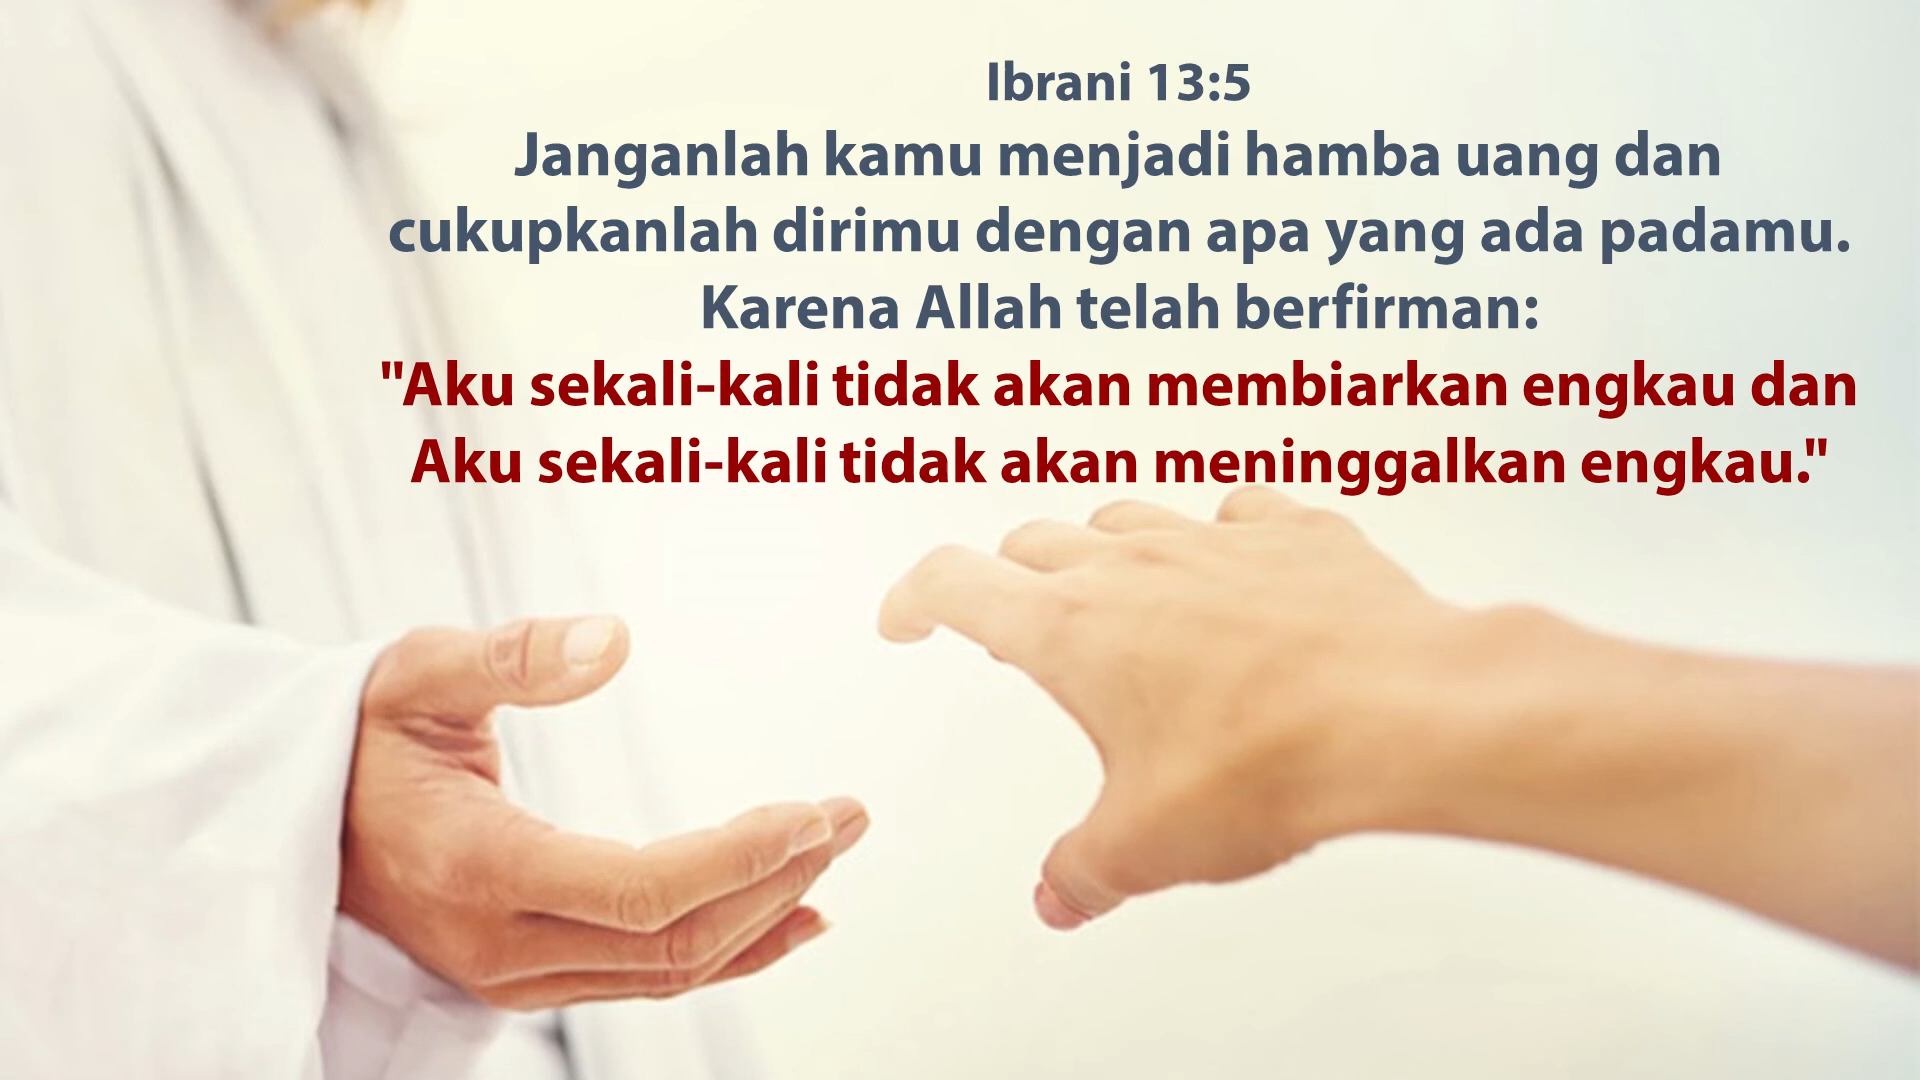 Ibrani 13:5
Janganlah kamu menjadi hamba uang dan
cukupkanlah dirimu dengan apa yang ada padamu.
Karena Allah telah berfirman:
"Aku sekali-kali tidak akan membiarkan engkau dan
Aku sekali-kali tidak akan meninggalkan engkau."